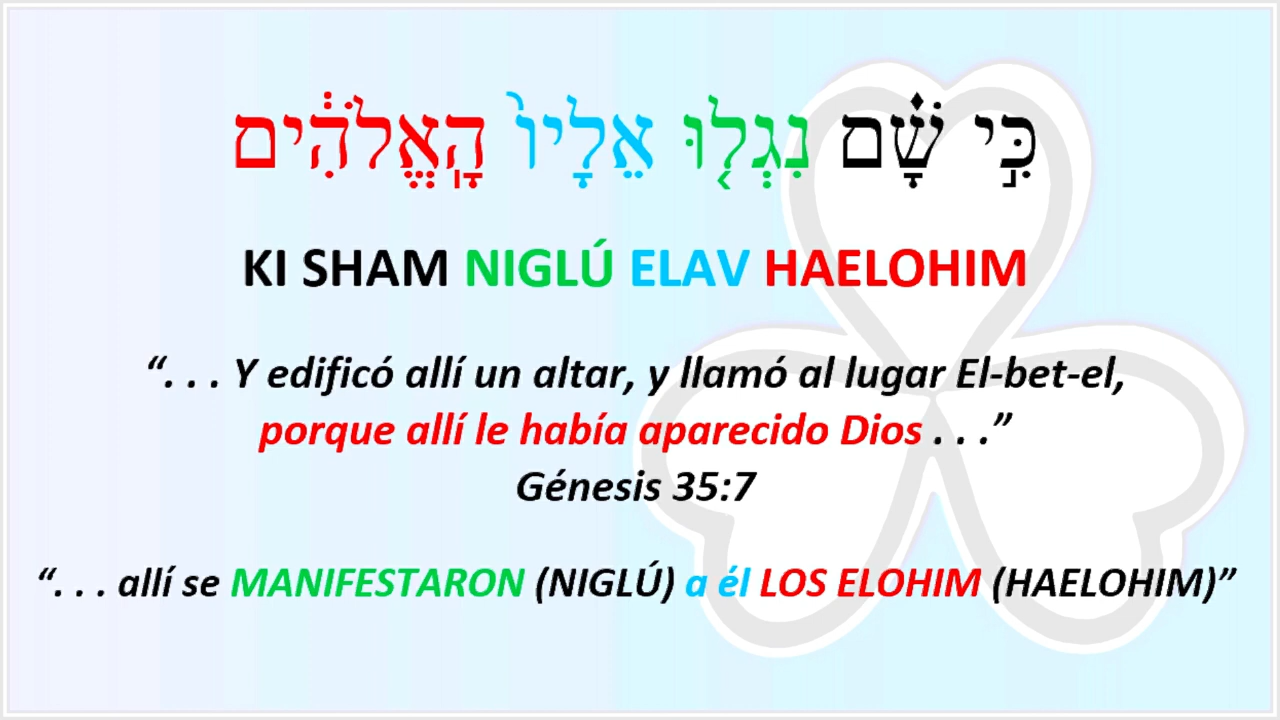 כִּ֣י שָׁ֗ם נִגְל֤וּ אֵלָיו֙ הָֽאֱלֹהִ֔ים
KI SHAM NIGLÚ ELAV HAELOHIM
“. . . Y edificó allí un altar, y llamó al lugar El-bet-el,
porque allí le había aparecido Dios . . .”
Génesis 35:7
“. . . allí se MANIFESTARON (NIGLÚ) a él LOS ELOHIM (HAELOHIM)”